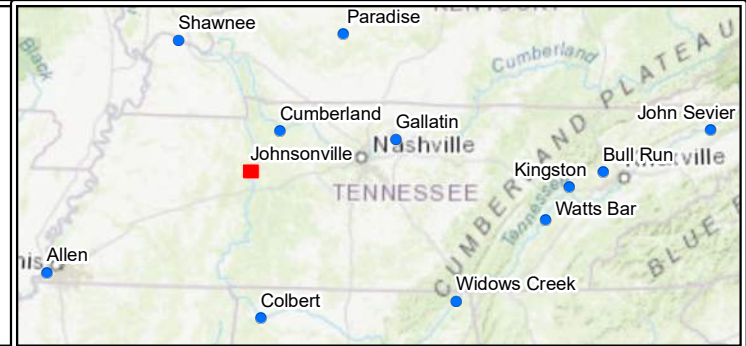 Shawnee
Paradise
Black
Cumberland
CUMBERLAND PLATEAU
John Sevier
Cumberland
Gallatin
Johnsonville
Nashville
Bull Run
Kingston
TENNESSEE
Tennessee
Watts Bar
Allen
Widows Creek
Colbert